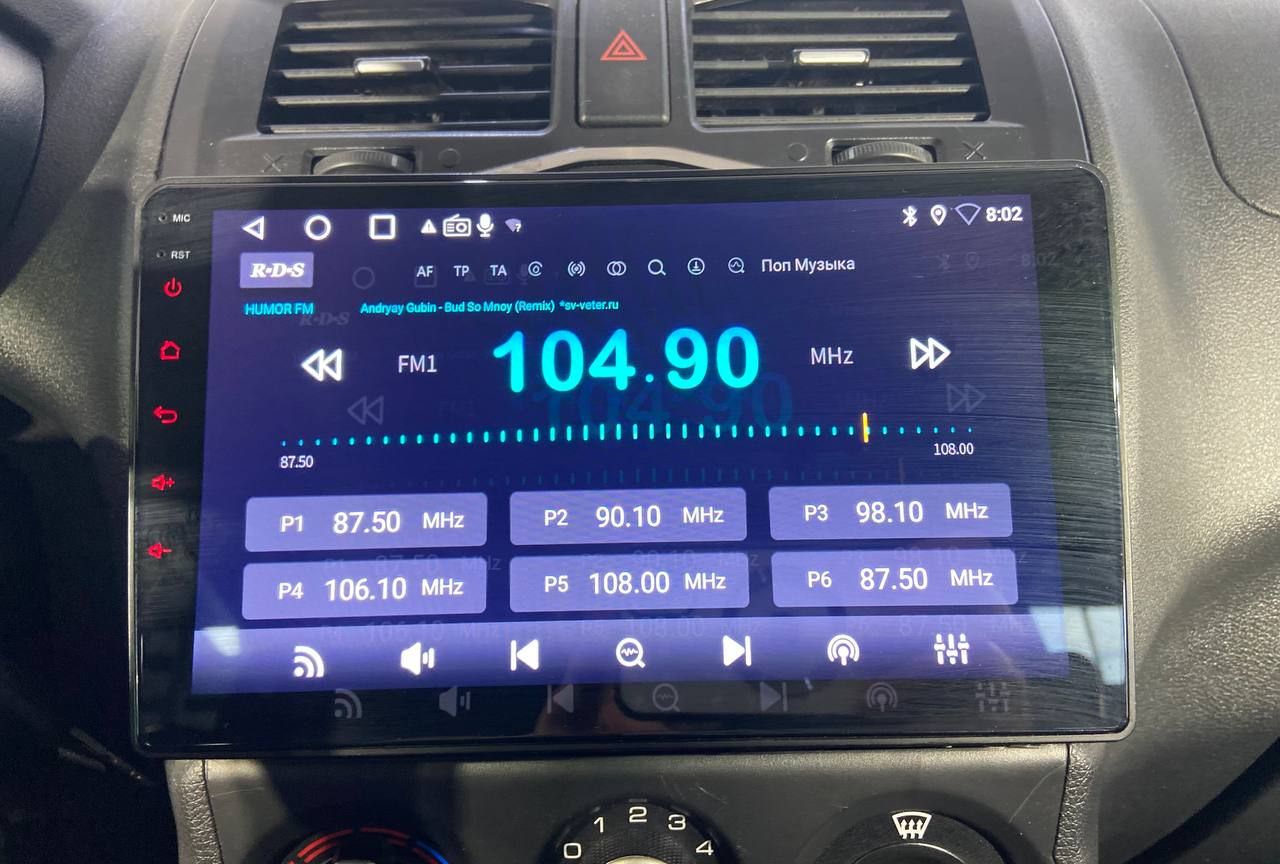 MIC
8:02
RST
R·D·S
AF TP TA Поп Музыка
HUMOR FM Andryay Gubin - Bud So Mnoy (Remix) *sv-veter.ru
FM1 104.90 MHz
87.50 108.00
P1 87.50 MHz P2 90.10 MHz P3 98.10 MHz
P4 106.10 MHz P5 108.00 MHz P6 87.50 MHz
0 1 2 3 4